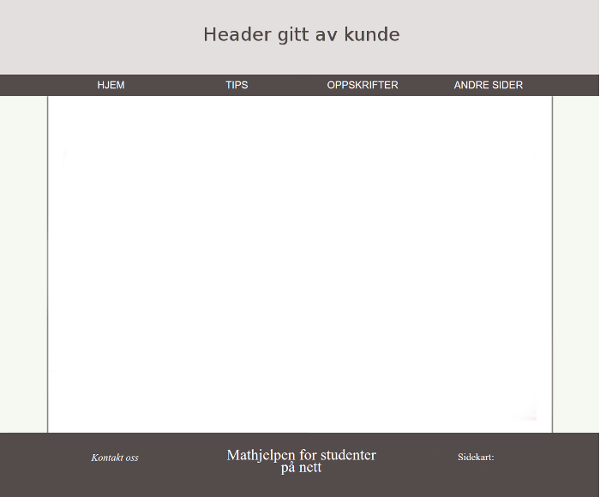 Header gitt av kunde
HJEM TIPS OPPSKRIFTER ANDRE SIDER
Kontakt oss
Mathjelpen for studenter
på nett
Sidekart: